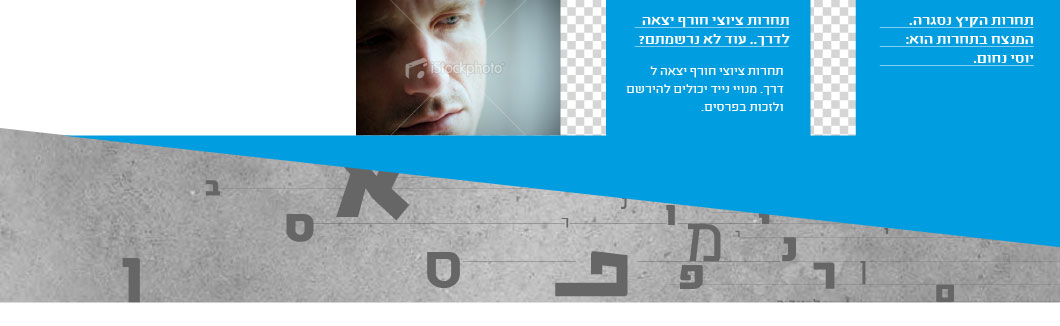 תחרות הקיץ נסגרה.
המנצח בתחרות הוא:
יוסי נחום.
תחרות ציוצי חורף יצאה
לדרך.. עוד לא נרשמתם?
תחרות ציוצי חורף יצאה ל
דרך. מנויי נייד יכולים להירשם
ולזכות בפרסים.
iStockphoto
א
ב
ס
ו
ס
פ
ו
מ
פ
נ
ר
ו
ם